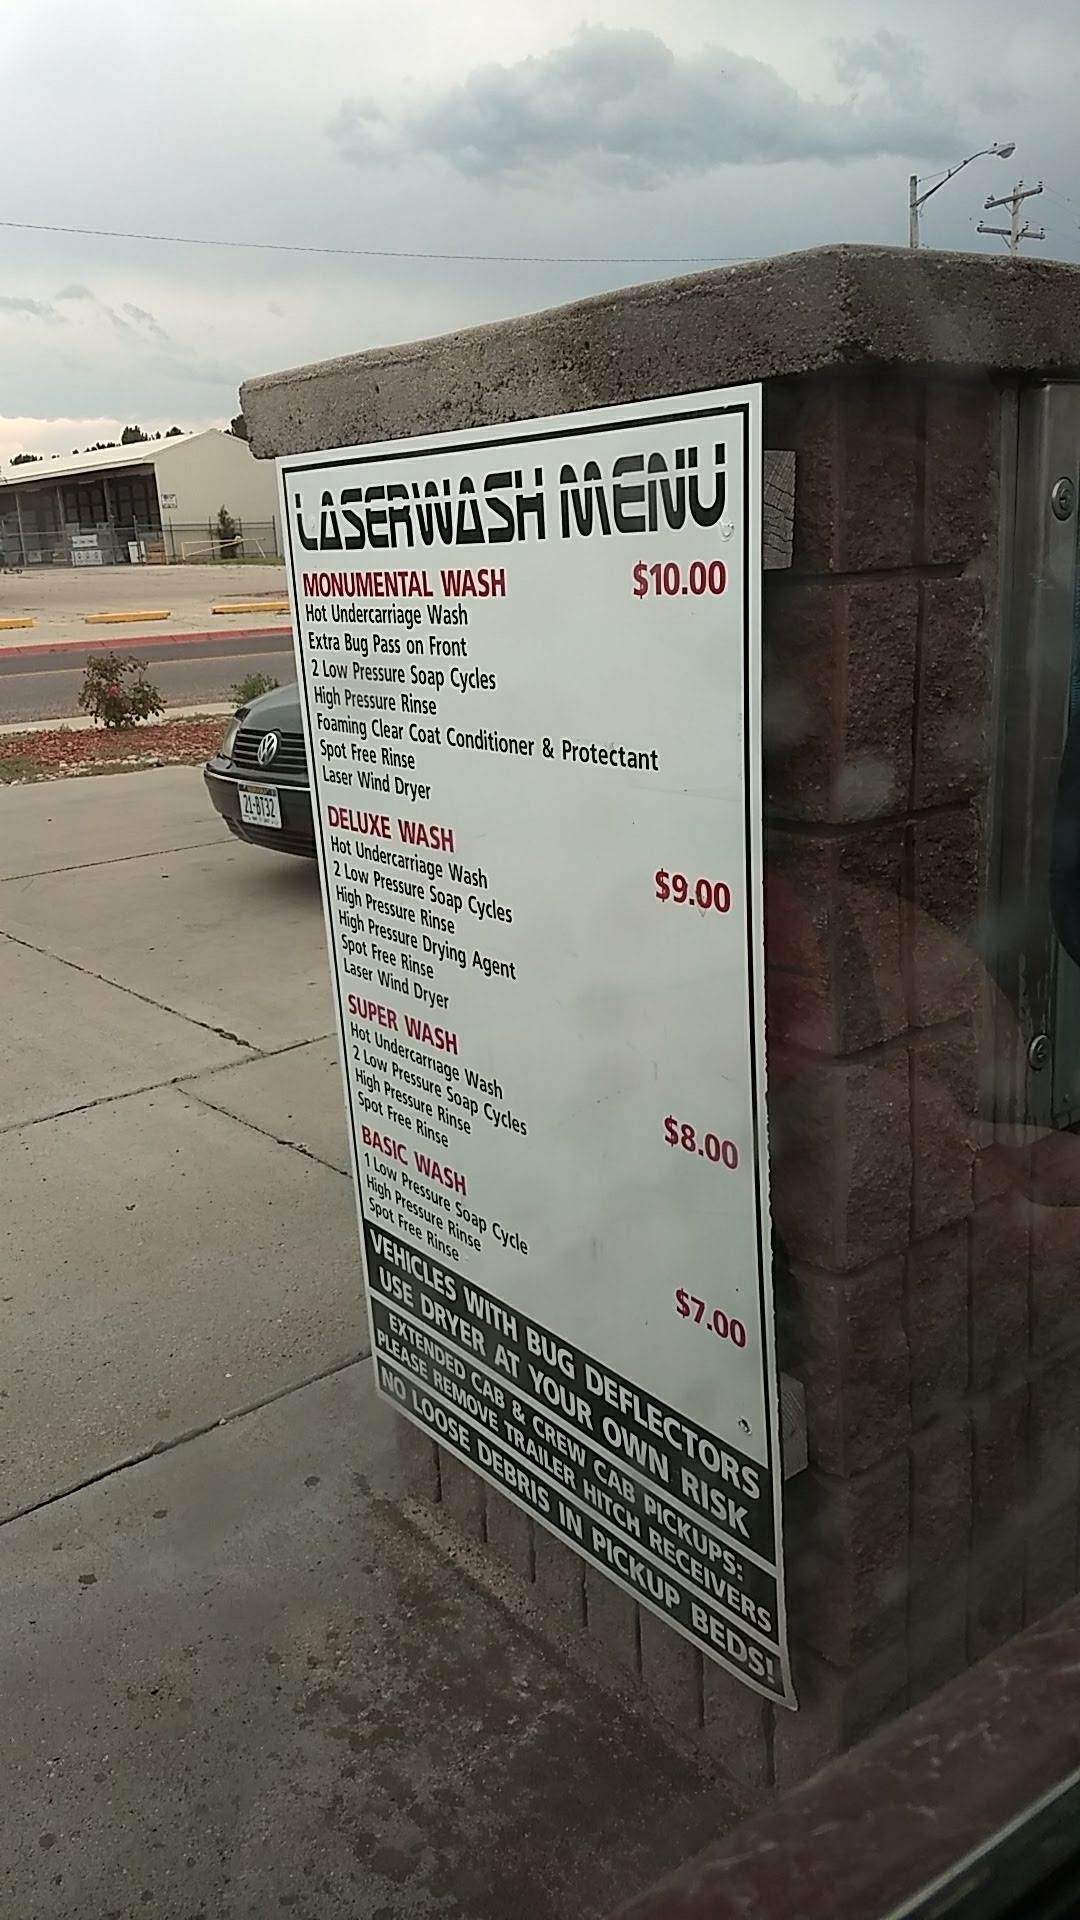 LASERWASH MENU
MONUMENTAL WASH $10.00
Hot Undercarriage Wash
Extra Bug Pass on Front
2 Low Pressure Soap Cycles
High Pressure Rinse
Foaming Clear Coat Conditioner & Protectant
Spot Free Rinse
Laser Wind Dryer
DELUXE WASH $9.00
Hot Undercarriage Wash
2 Low Pressure Soap Cycles
High Pressure Rinse
High Pressure Drying Agent
Spot Free Rinse
Laser Wind Dryer
SUPER WASH $8.00
Hot Undercarriage Wash
2 Low Pressure Soap Cycles
High Pressure Rinse
Spot Free Rinse
BASIC WASH $7.00
1 Low Pressure Soap Cycle
High Pressure Rinse
Spot Free Rinse
VEHICLES WITH BUG DEFLECTORS
USE DRYER AT YOUR OWN RISK
EXTENDED CAB & CREW CAB PICKUPS:
PLEASE REMOVE TRAILER HITCH RECEIVERS
NO LOOSE DEBRIS IN PICKUP BEDS!
21-BT32